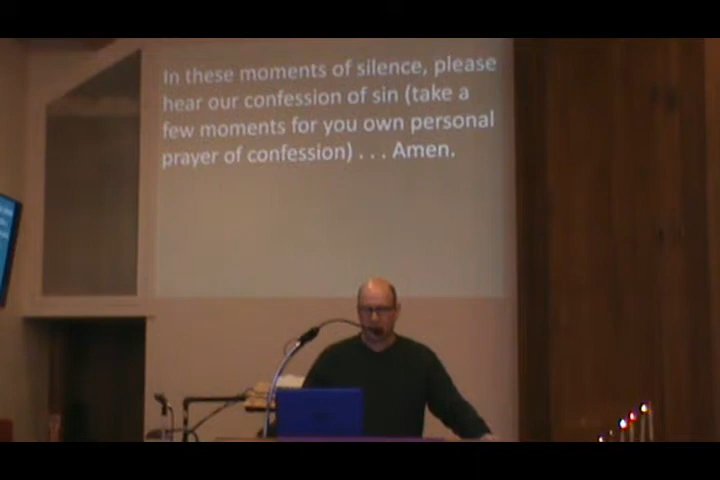 In these moments of silence, please
hear our confession of sin (take a
few moments for you own personal
prayer of confession) . . . Amen.